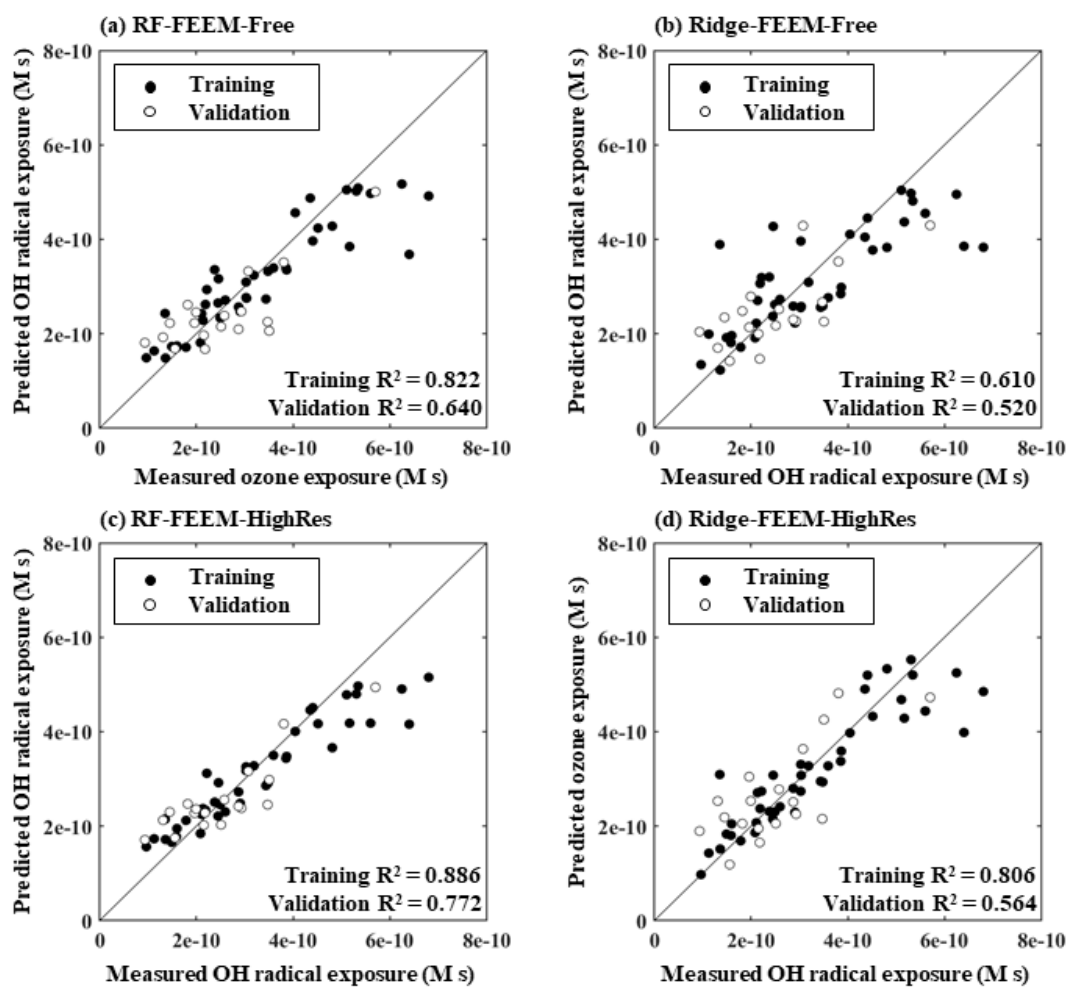 (a) RF-FEEM-Free
Predicted OH radical exposure (M s)
8e-10
6e-10
4e-10
2e-10
0
Training
Validation
Training R² = 0.822
Validation R² = 0.640
0 2e-10 4e-10 6e-10 8e-10
Measured ozone exposure (M s)
(b) Ridge-FEEM-Free
Predicted OH radical exposure (M s)
8e-10
6e-10
4e-10
2e-10
0
Training
Validation
Training R² = 0.610
Validation R² = 0.520
0 2e-10 4e-10 6e-10 8e-10
Measured OH radical exposure (M s)
(c) RF-FEEM-HighRes
Predicted OH radical exposure (M s)
8e-10
6e-10
4e-10
2e-10
0
Training
Validation
Training R² = 0.886
Validation R² = 0.772
0 2e-10 4e-10 6e-10 8e-10
Measured OH radical exposure (M s)
(d) Ridge-FEEM-HighRes
Predicted ozone exposure (M s)
8e-10
6e-10
4e-10
2e-10
0
Training
Validation
Training R² = 0.806
Validation R² = 0.564
0 2e-10 4e-10 6e-10 8e-10
Measured OH radical exposure (M s)